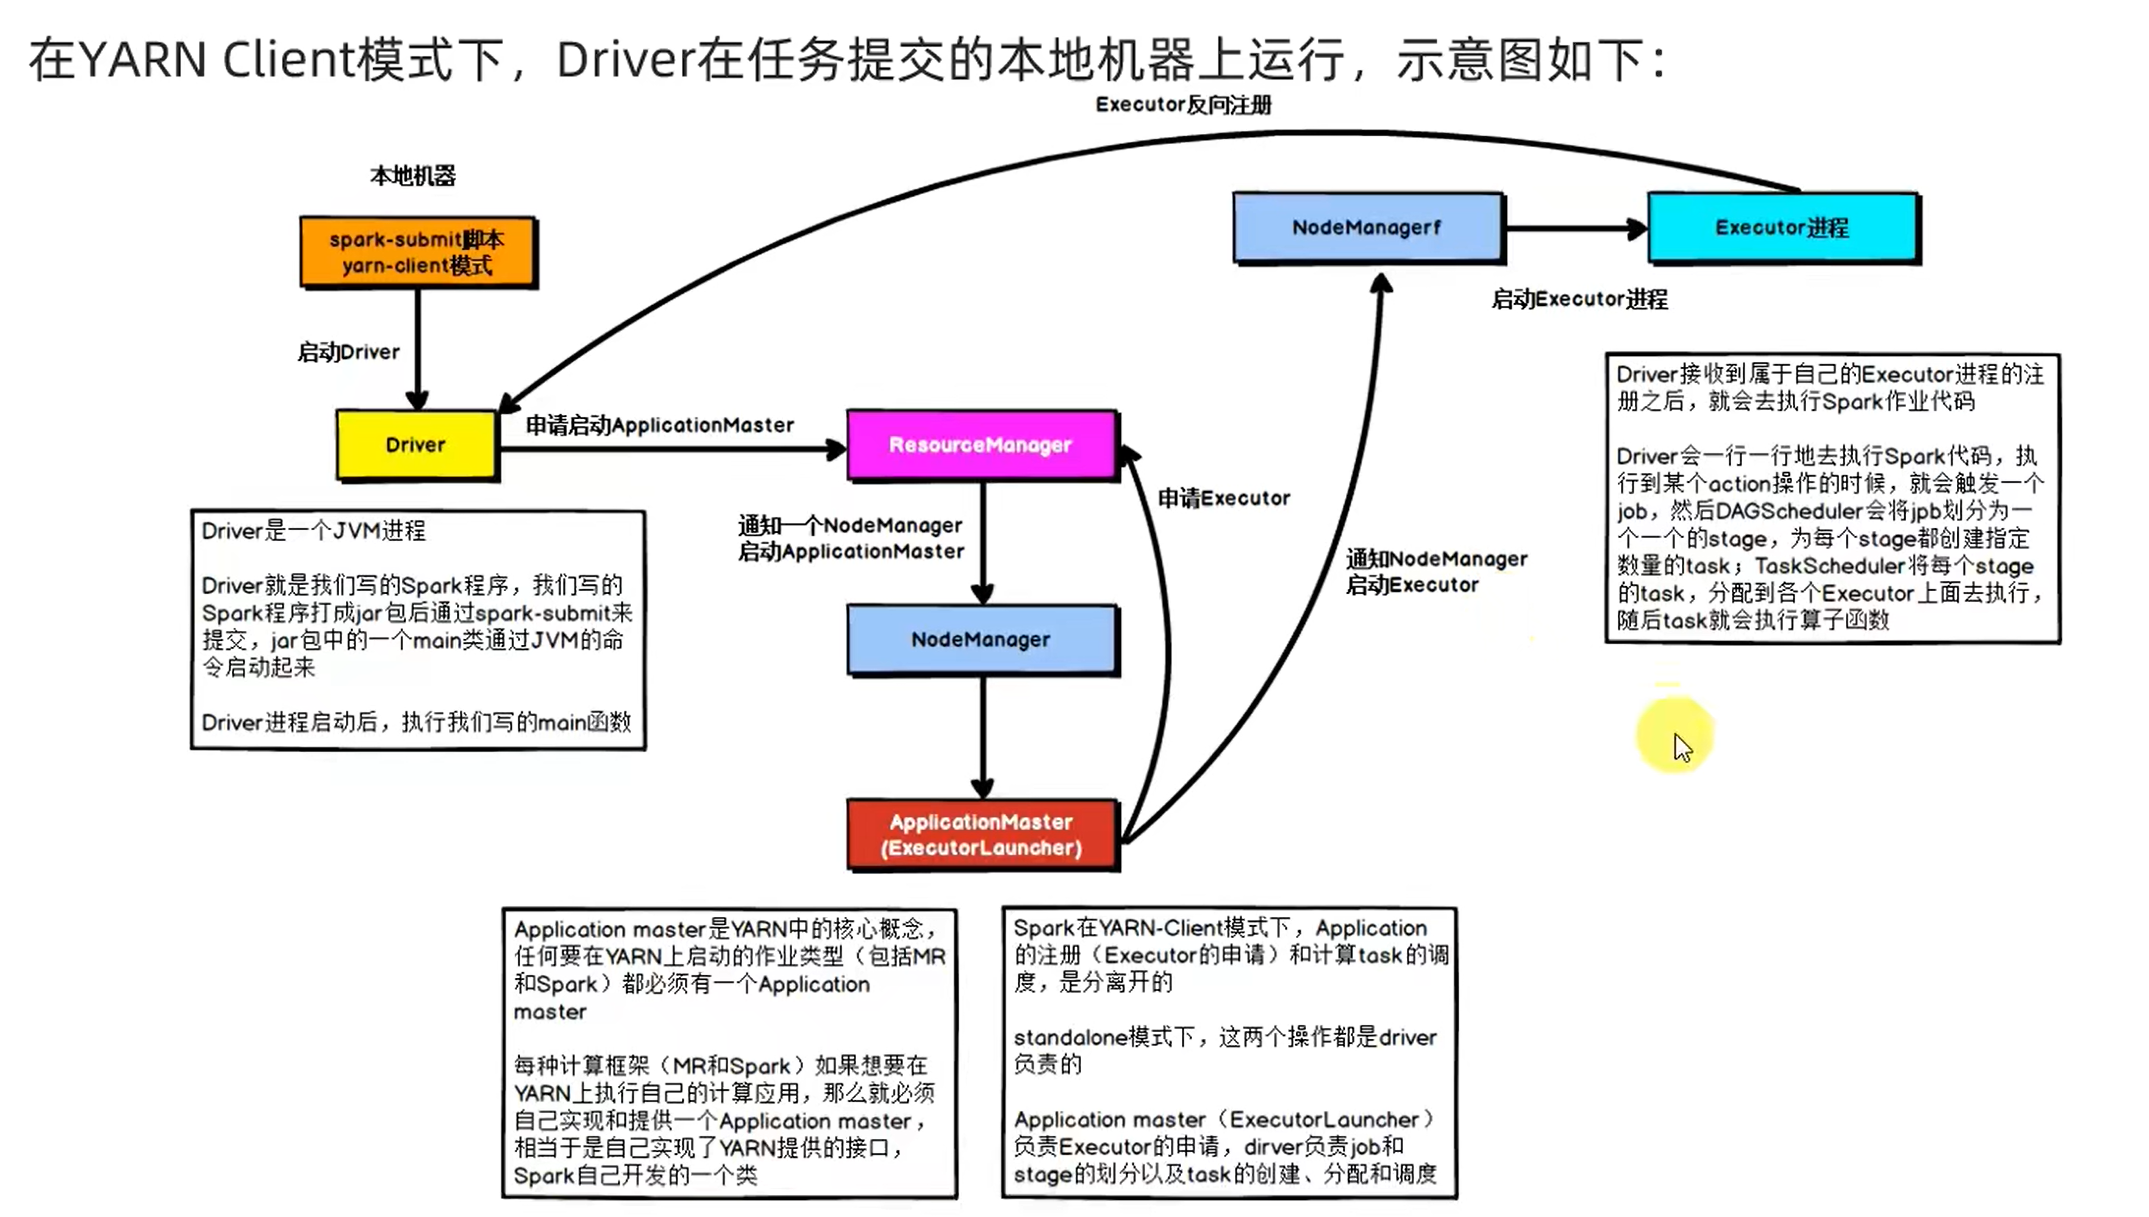 在YARN Client模式下，Driver在任务提交的本地机器上运行，示意图如下：
Executor反向注册
本地机器
spark-submit脚本
yarn-client模式
NodeManagerf
Executor进程
启动Executor进程
启动Driver
Driver
申请启动ApplicationMaster
ResourceManager
申请Executor
通知一个NodeManager
启动ApplicationMaster
通知NodeManager
启动Executor
NodeManager
ApplicationMaster
(ExecutorLauncher)
Driver是一个JVM进程
Driver就是我们写的Spark程序，我们写的
Spark程序打成jar包后通过spark-submit来
提交，jar包中的一个main类通过JVM的命
令启动起来
Driver进程启动后，执行我们写的main函数
Driver接收到属于自己的Executor进程的注
册之后，就会去执行Spark作业代码
Driver会一行一行地去执行Spark代码，执
行到某个action操作的时候，就会触发一个
job，然后DAGScheduler会将jpb划分为一
个一个的stage，为每个stage都创建指定
数量的task；TaskScheduler将每个stage
的task，分配到各个Executor上面去执行，
随后task就会执行算子函数
Application master是YARN中的核心概念，
任何要在YARN上启动的作业类型（包括MR
和Spark）都必须有一个Application
master
每种计算框架（MR和Spark）如果想要在
YARN上执行自己的计算应用，那么就必须
自己实现和提供一个Application master，
相当于是自己实现了YARN提供的接口，
Spark自己开发的一个类
Spark在YARN-Client模式下，Application
的注册（Executor的申请）和计算task的调
度，是分离开的
standalone模式下，这两个操作都是driver
负责的
Application master（ExecutorLauncher）
负责Executor的申请，dirver负责job和
stage的划分以及task的创建、分配和调度